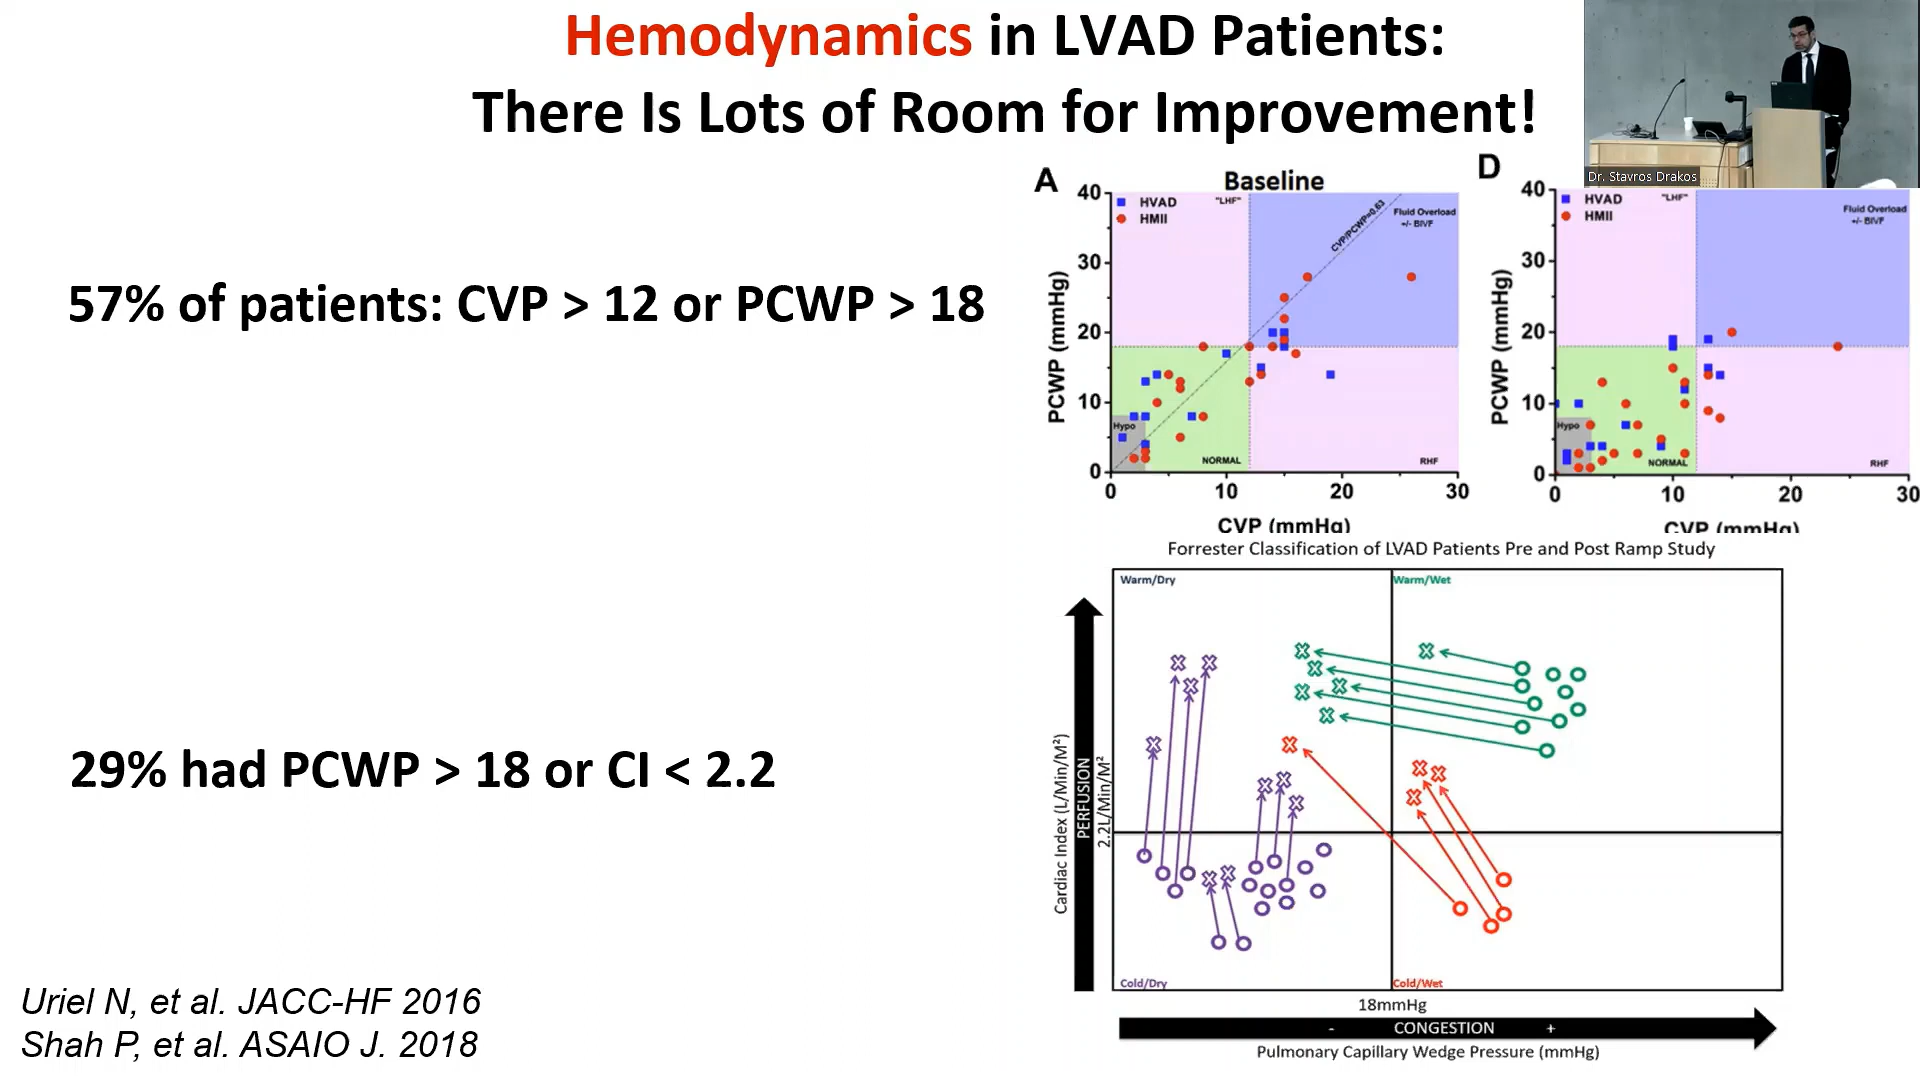 Hemodynamics in LVAD Patients:
There Is Lots of Room for Improvement!
Dr. Stavros Drakos
57% of patients: CVP > 12 or PCWP > 18
29% had PCWP > 18 or CI < 2.2
Uriel N, et al. JACC-HF 2016
Shah P, et al. ASAIO J. 2018
A
Baseline
HVAD
HMII
"LHF"
CVP/PCWP=0.63
Fluid Overload
+/- BIVF
Hypo
NORMAL
RHF
PCWP (mmHg)
40
30
20
10
0
0 10 20 30
CVP (mmHg)
D
HVAD
HMII
"LHF"
Fluid Overload
+/- BIVF
Hypo
NORMAL
RHF
PCWP (mmHg)
40
30
20
10
0
0 10 20 30
CVP (mmHg)
Forrester Classification of LVAD Patients Pre and Post Ramp Study
Warm/Dry
Warm/Wet
Cold/Dry
Cold/Wet
Cardiac Index (L/Min/M²)
PERFUSION
2.2L/Min/M²
18mmHg
- CONGESTION +
Pulmonary Capillary Wedge Pressure (mmHg)